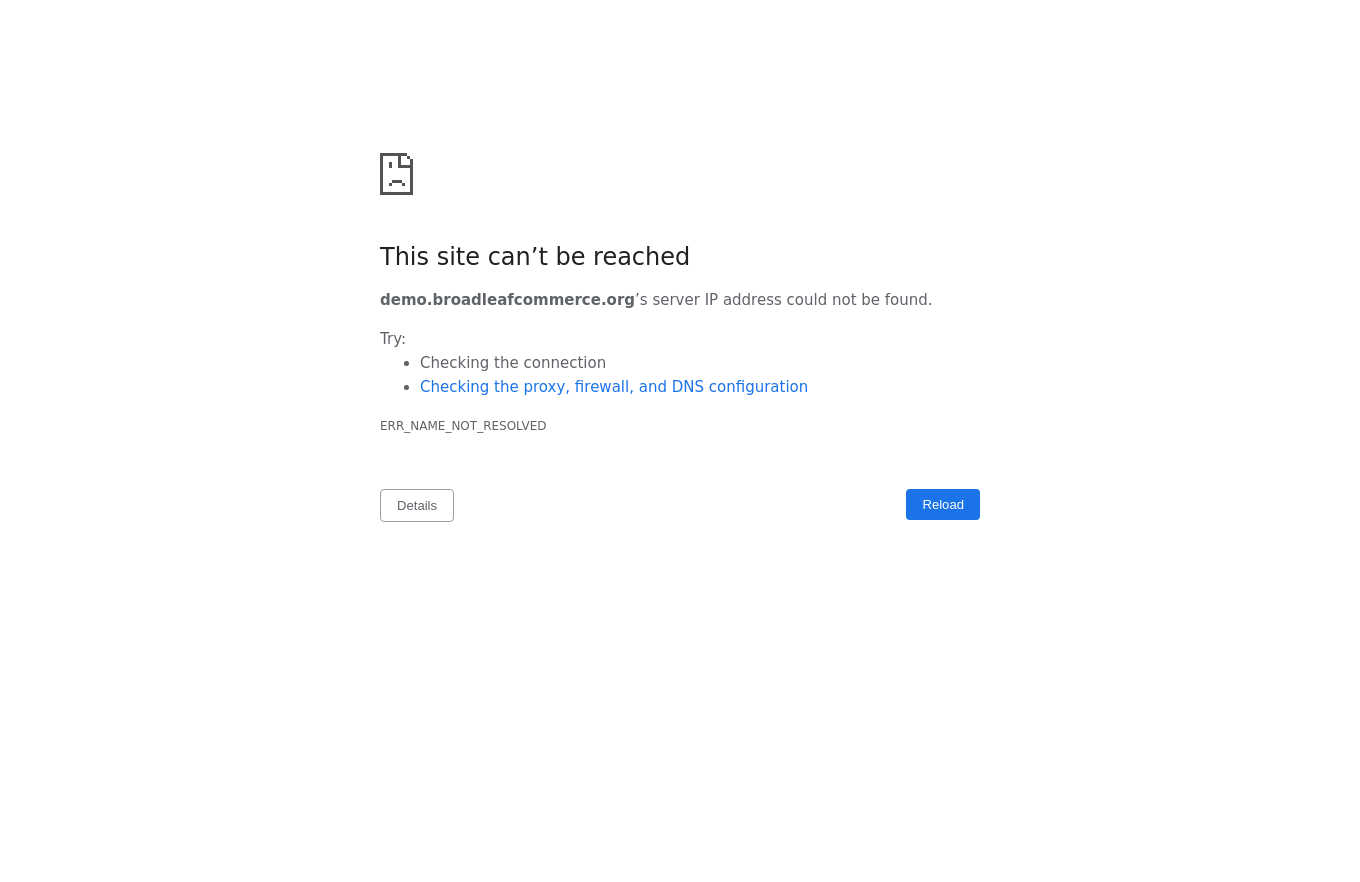 This site can’t be reached
demo.broadleafcommerce.org’s server IP address could not be found.
Try:
Checking the connection
Checking the proxy, firewall, and DNS configuration
ERR_NAME_NOT_RESOLVED
Details
Reload